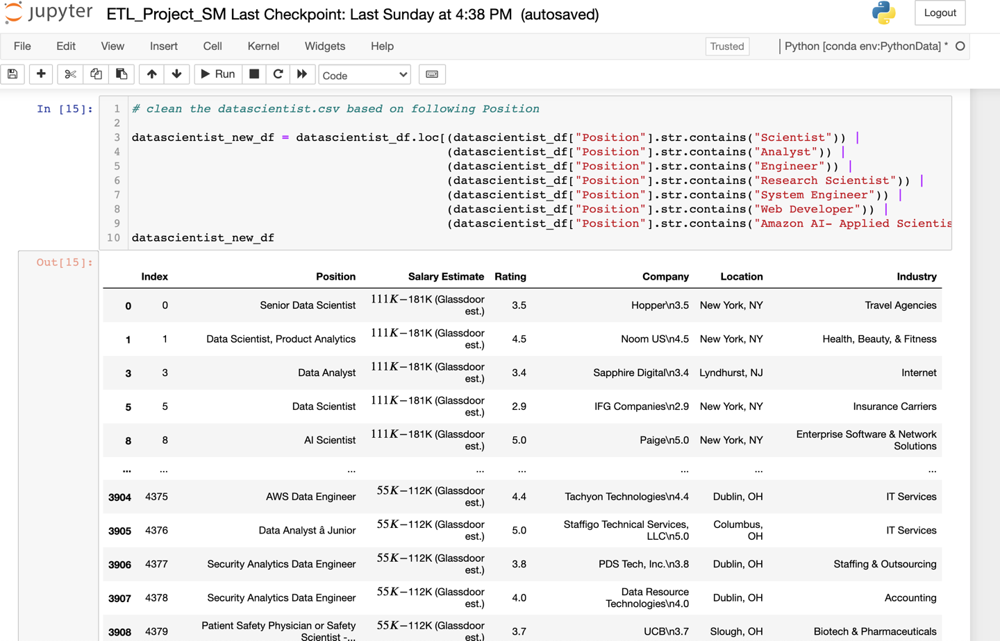 jupyter ETL_Project_SM Last Checkpoint: Last Sunday at 4:38 PM (autosaved) Logout
File Edit View Insert Cell Kernel Widgets Help Trusted Python [conda env:PythonData] *
Run Code
In [15]: 1 # clean the datascientist.csv based on following Position
2
3 datascientist_new_df = datascientist_df.loc[(datascientist_df["Position"].str.contains("Scientist")) |
4 (datascientist_df["Position"].str.contains("Analyst")) |
5 (datascientist_df["Position"].str.contains("Engineer")) |
6 (datascientist_df["Position"].str.contains("Research Scientist")) |
7 (datascientist_df["Position"].str.contains("System Engineer")) |
8 (datascientist_df["Position"].str.contains("Web Developer")) |
9 (datascientist_df["Position"].str.contains("Amazon AI- Applied Scientis
10 datascientist_new_df
Out[15]:
Index Position Salary Estimate Rating Company Location Industry
0 0 Senior Data Scientist 111K−181K (Glassdoor est.) 3.5 Hopper\n3.5 New York, NY Travel Agencies
1 1 Data Scientist, Product Analytics 111K−181K (Glassdoor est.) 4.5 Noom US\n4.5 New York, NY Health, Beauty, & Fitness
3 3 Data Analyst 111K−181K (Glassdoor est.) 3.4 Sapphire Digital\n3.4 Lyndhurst, NJ Internet
5 5 Data Scientist 111K−181K (Glassdoor est.) 2.9 IFG Companies\n2.9 New York, NY Insurance Carriers
8 8 AI Scientist 111K−181K (Glassdoor est.) 5.0 Paige\n5.0 New York, NY Enterprise Software & Network Solutions
... ... ... ... ... ... ... ...
3904 4375 AWS Data Engineer 55K−112K (Glassdoor est.) 4.4 Tachyon Technologies\n4.4 Dublin, OH IT Services
3905 4376 Data Analyst â Junior 55K−112K (Glassdoor est.) 5.0 Staffigo Technical Services, LLC\n5.0 Columbus, OH IT Services
3906 4377 Security Analytics Data Engineer 55K−112K (Glassdoor est.) 3.8 PDS Tech, Inc.\n3.8 Dublin, OH Staffing & Outsourcing
3907 4378 Security Analytics Data Engineer 55K−112K (Glassdoor est.) 4.0 Data Resource Technologies\n4.0 Dublin, OH Accounting
3908 4379 Patient Safety Physician or Safety Scientist -... 55K−112K (Glassdoor est.) 3.7 UCB\n3.7 Slough, OH Biotech & Pharmaceuticals